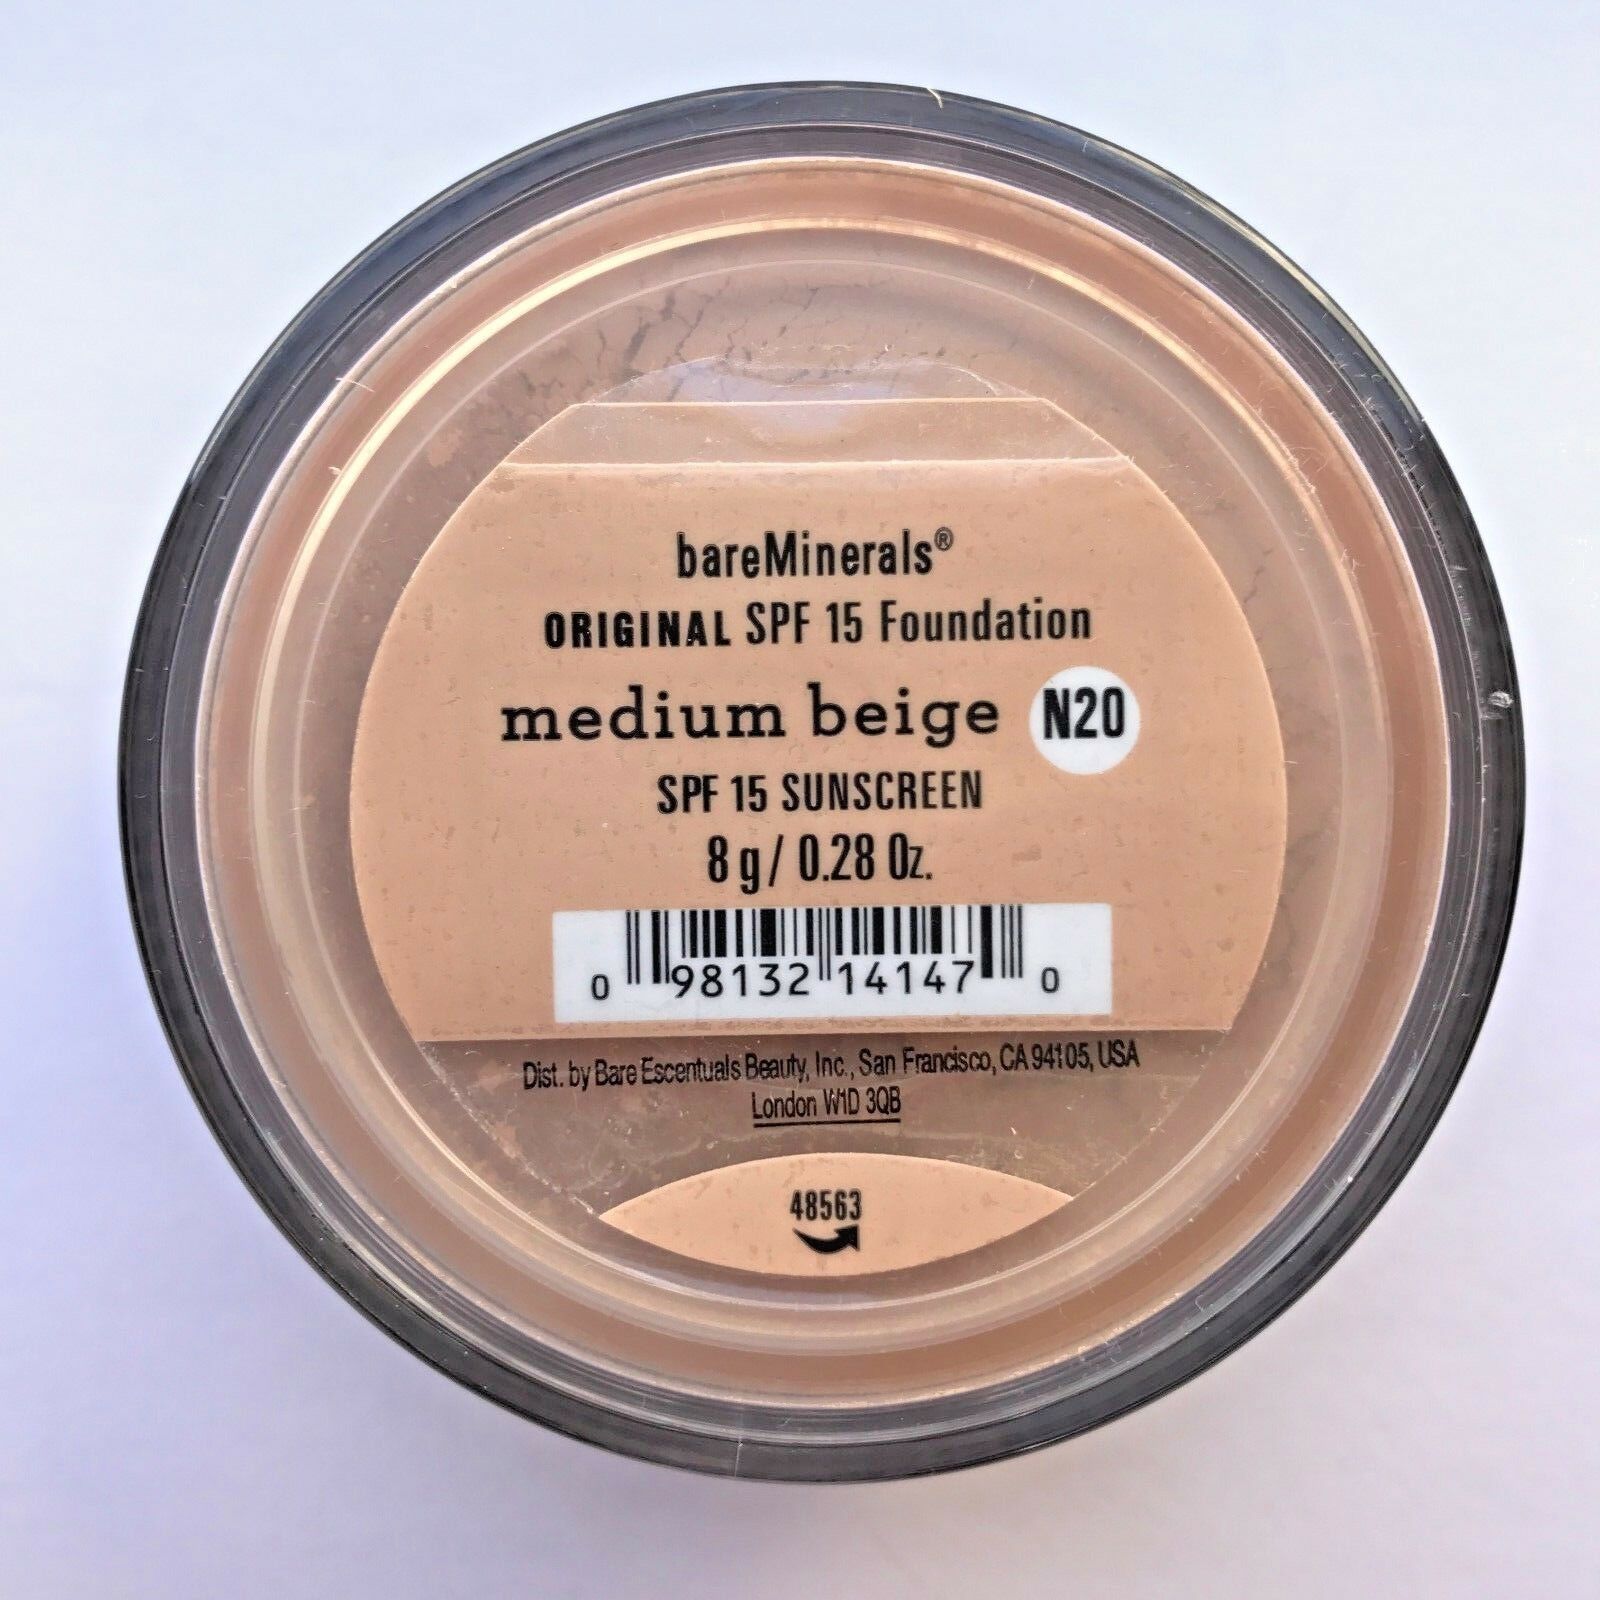 bareMinerals®
ORIGINAL SPF 15 Foundation
medium beige N20
SPF 15 SUNSCREEN
8 g / 0.28 Oz.
0 98132 14147 0
Dist. by Bare Escentuals Beauty, Inc., San Francisco, CA 94105, USA
London W1D 3QB
48563